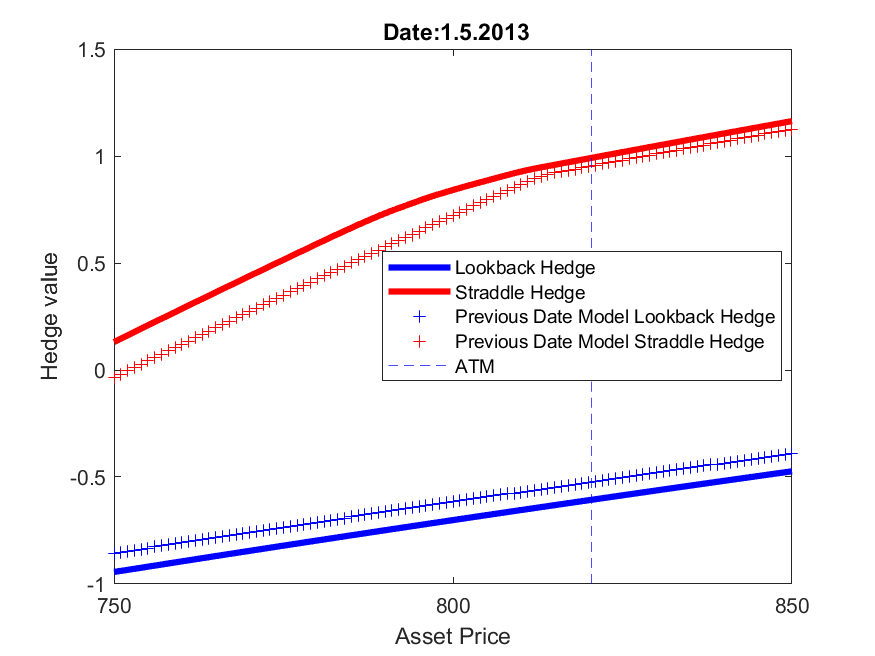 Date:1.5.2013
1.5
1
0.5
0
-0.5
-1
Hedge value
Lookback Hedge
Straddle Hedge
Previous Date Model Lookback Hedge
Previous Date Model Straddle Hedge
ATM
750
800
850
Asset Price